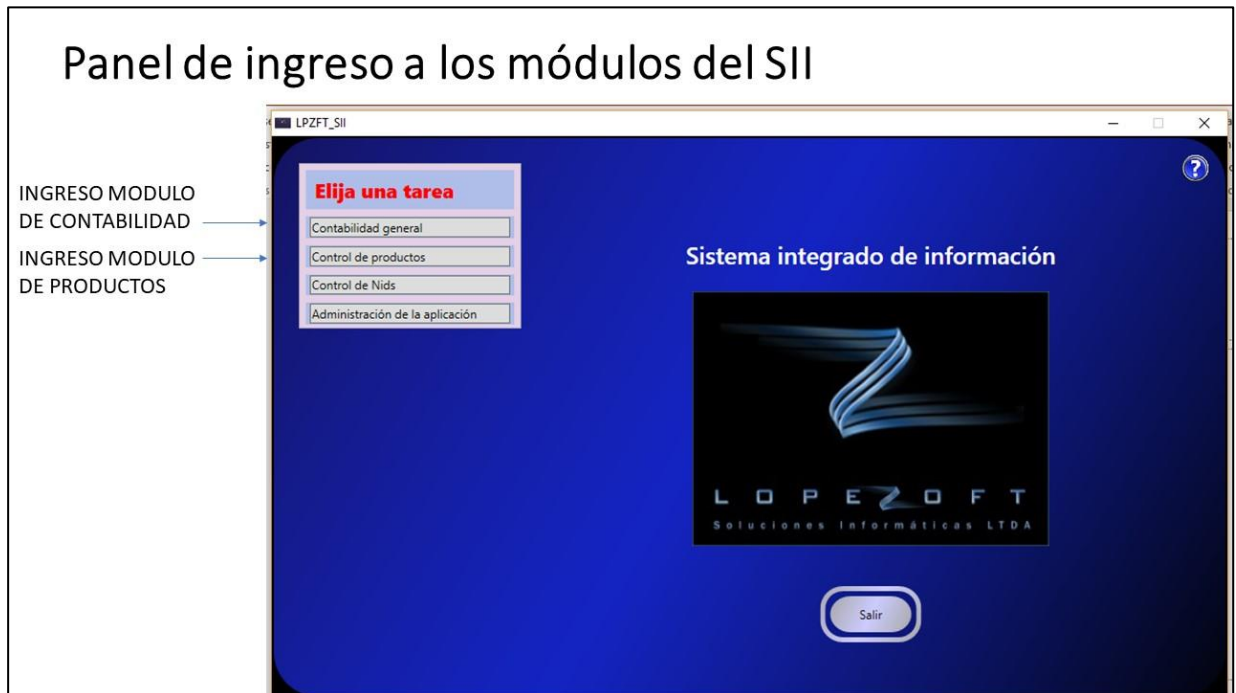 Panel de ingreso a los módulos del SII
LPZFT_SII
INGRESO MODULO
DE CONTABILIDAD
INGRESO MODULO
DE PRODUCTOS
Elija una tarea
Contabilidad general
Control de productos
Control de Nids
Administración de la aplicación
?
Sistema integrado de información
LOPEZOFT
Soluciones Informáticas LTDA
Salir